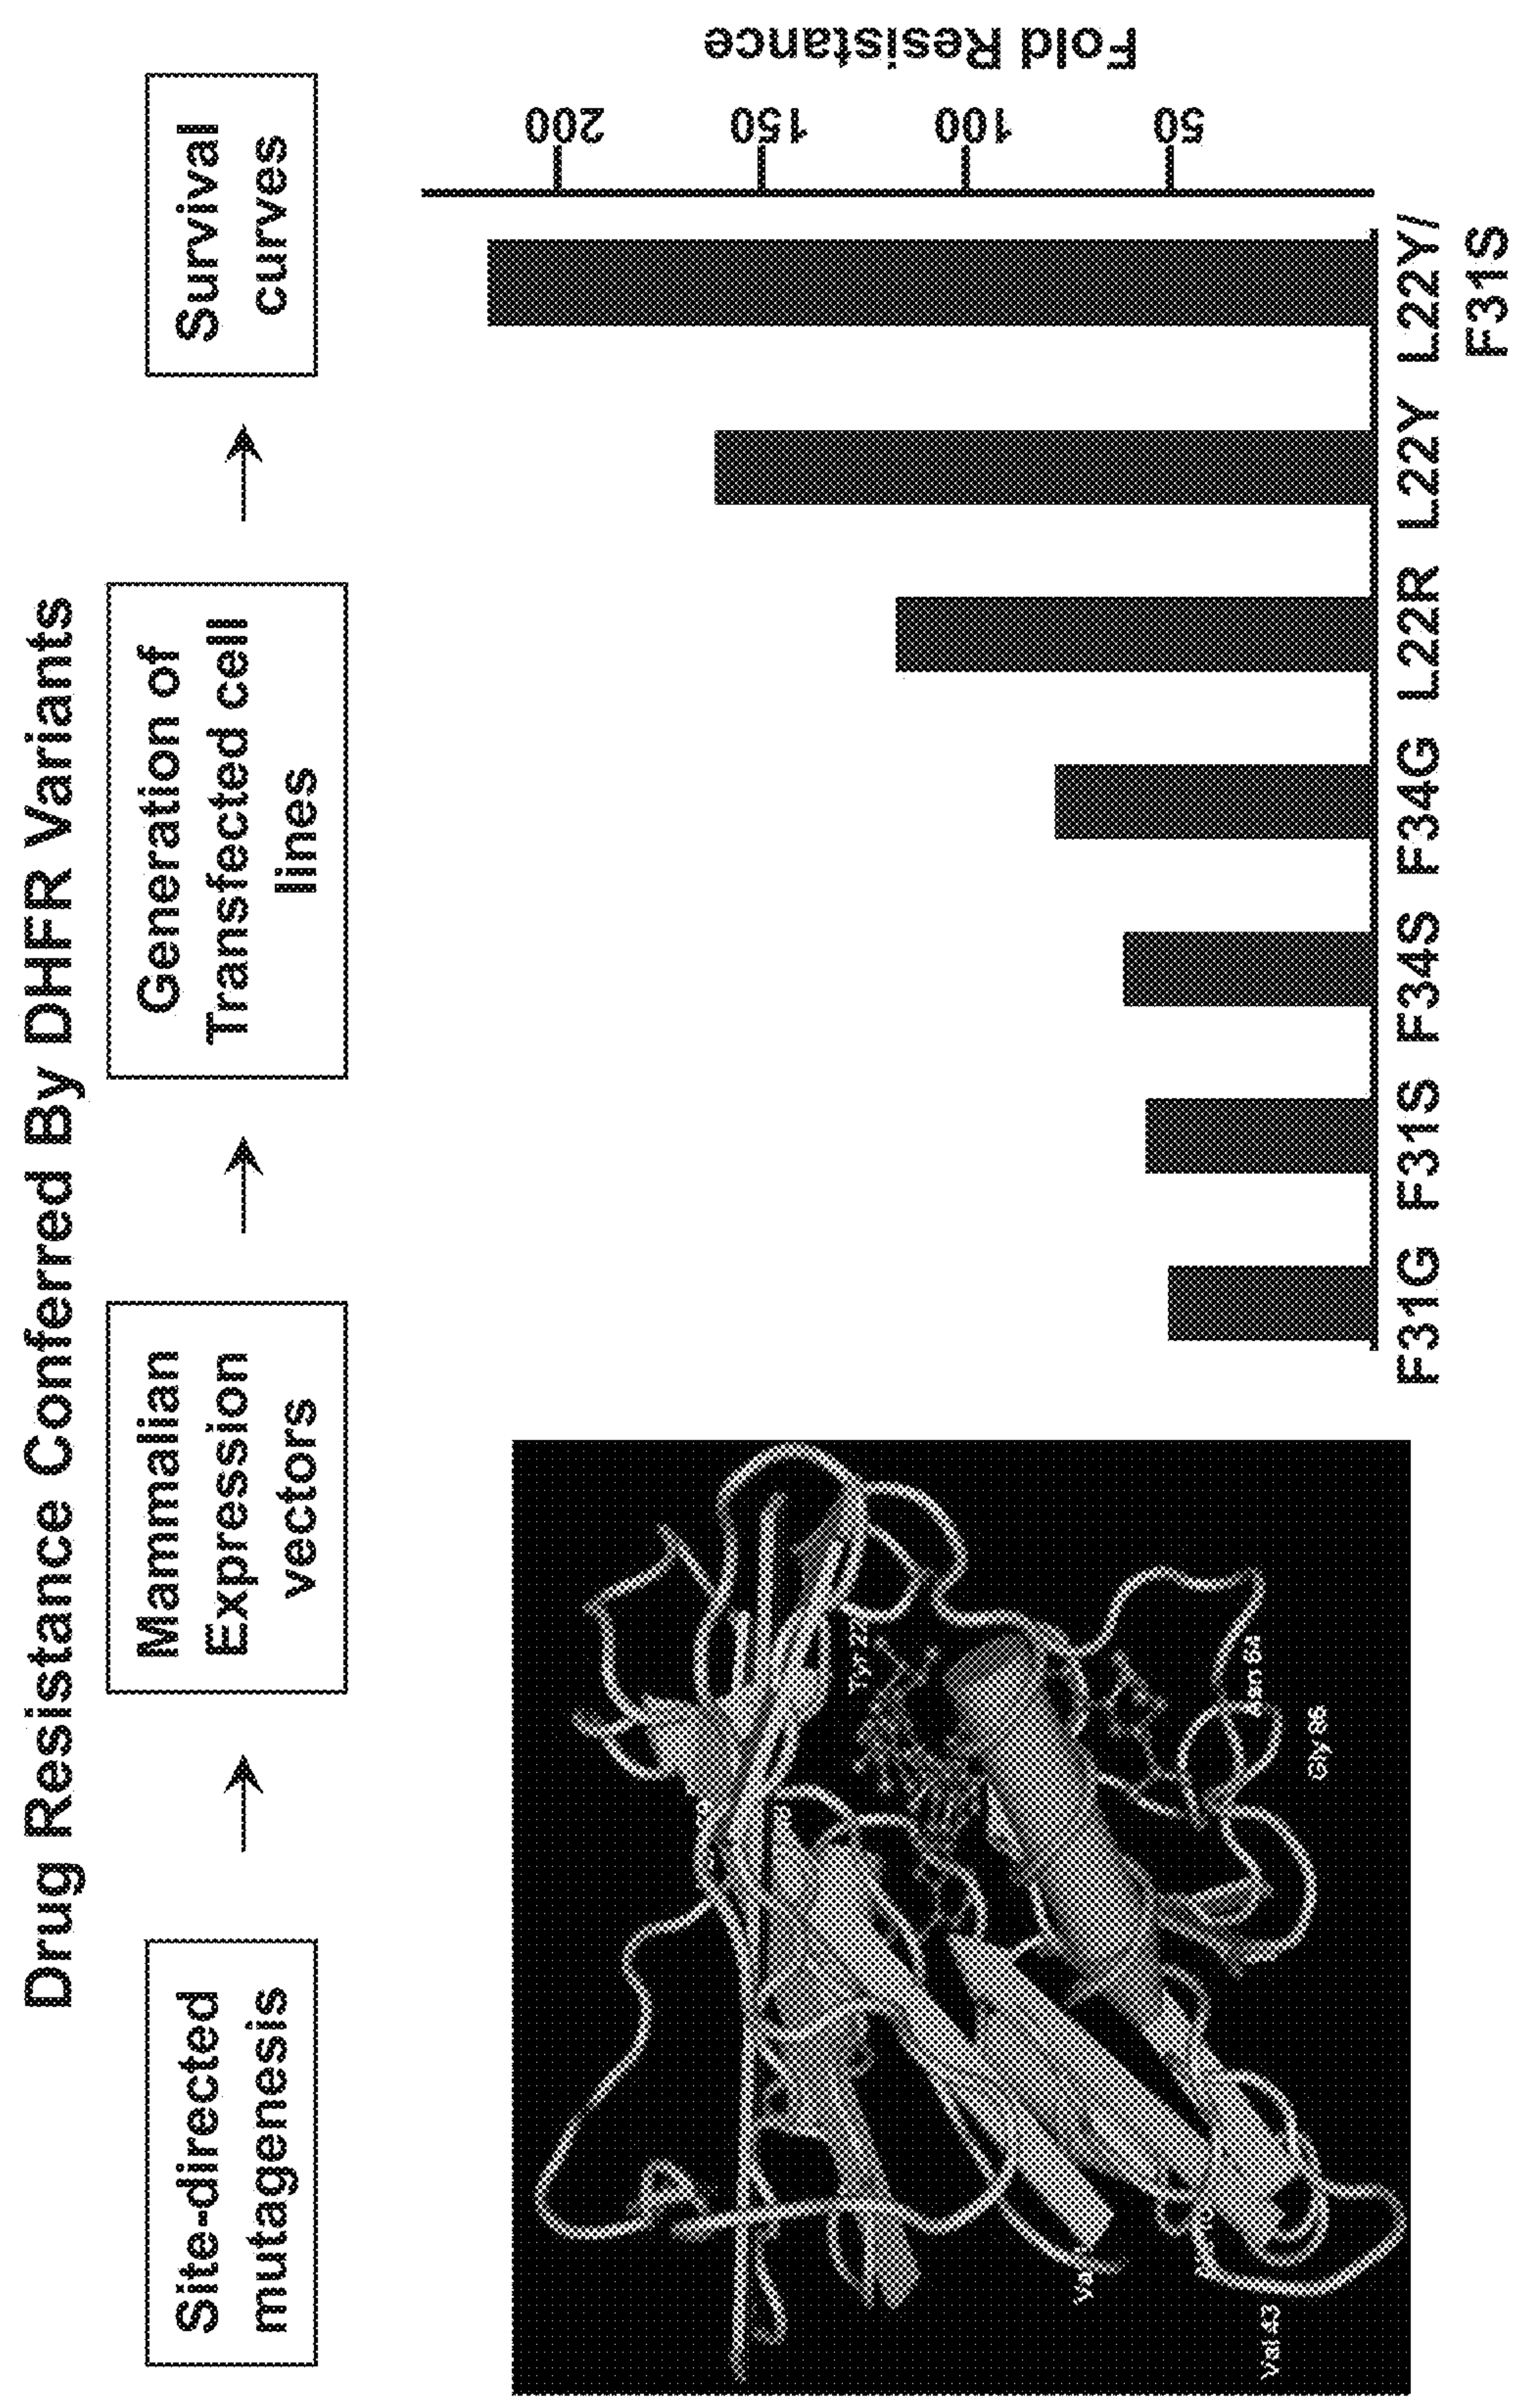 Drug Resistance Conferred By DHFR Variants
Site-directed
mutagenesis
Mammalian
Expression
vectors
Generation of
Transfected cell
lines
Survival
curves
Tyr 22
Gly 86
Val 43
200
150
100
50
Fold Resistance
F31G F31S F34S F34G L22R L22Y L22Y/
F31S